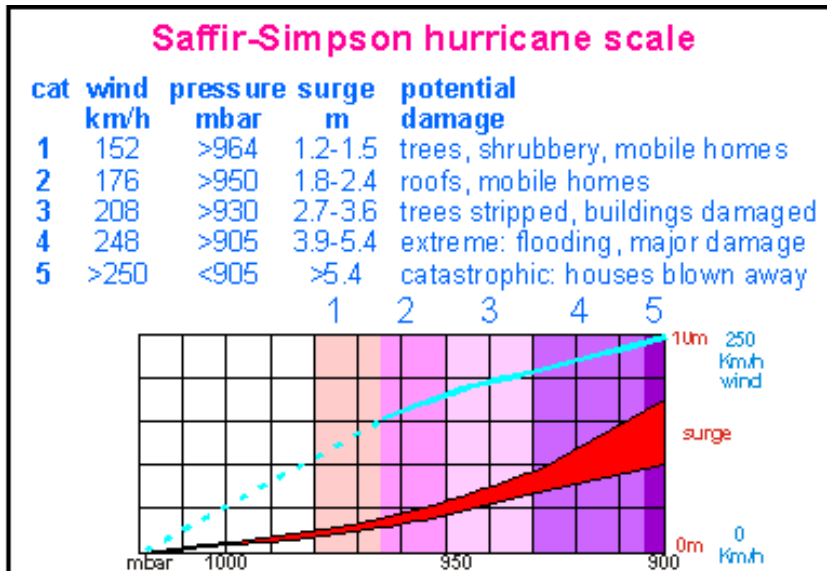 Saffir-Simpson hurricane scale
cat wind pressure surge potential
km/h mbar m damage
1 152 >964 1.2-1.5 trees, shrubbery, mobile homes
2 176 >950 1.8-2.4 roofs, mobile homes
3 208 >930 2.7-3.6 trees stripped, buildings damaged
4 248 >905 3.9-5.4 extreme: flooding, major damage
5 >250 <905 >5.4 catastrophic: houses blown away
1 2 3 4 5
10m 250
Km/h
wind
surge
0m 0
Km/h
mbar 1000 950 900